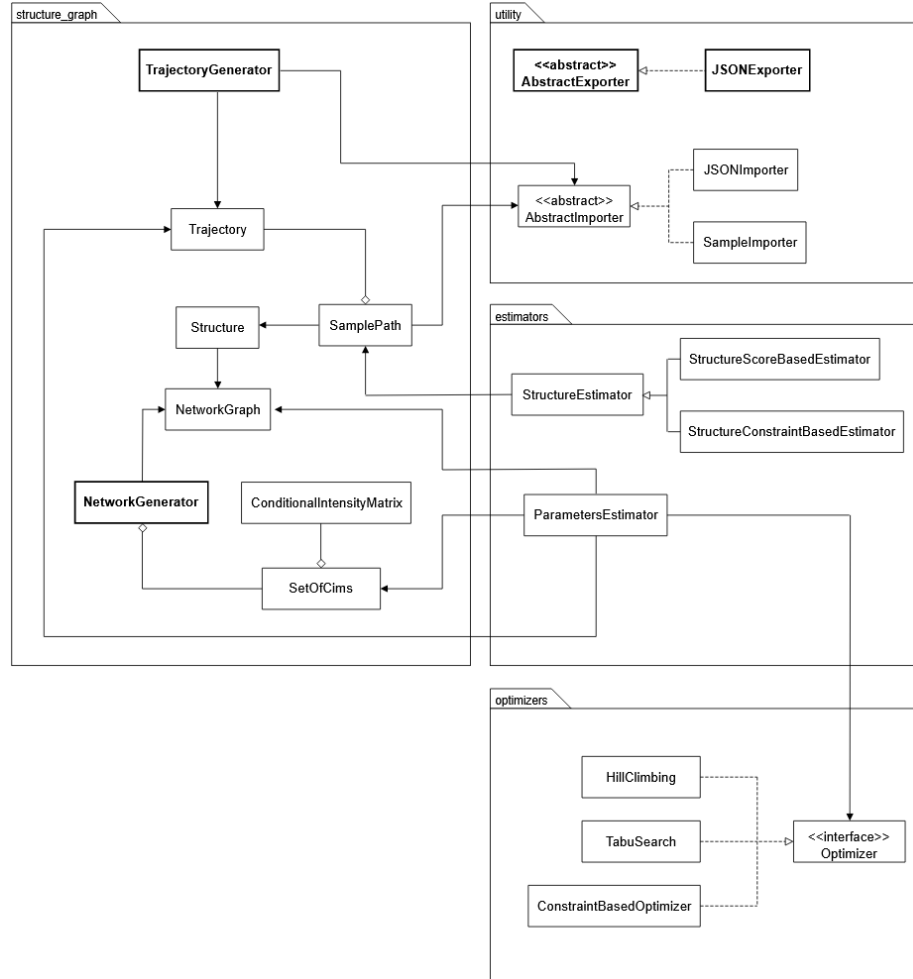 structure_graph
TrajectoryGenerator
Trajectory
Structure
SamplePath
NetworkGraph
NetworkGenerator
ConditionalIntensityMatrix
SetOfCims
utility
<<abstract>>
AbstractExporter
JSONExporter
<<abstract>>
AbstractImporter
JSONImporter
SampleImporter
estimators
StructureEstimator
StructureScoreBasedEstimator
StructureConstraintBasedEstimator
ParametersEstimator
optimizers
HillClimbing
TabuSearch
ConstraintBasedOptimizer
<<interface>>
Optimizer